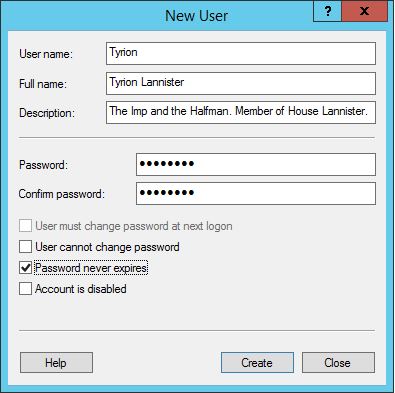 New User
?
x
User name: Tyrion
Full name: Tyrion Lannister
Description: The Imp and the Halfman. Member of House Lannister.
Password: ●●●●●●●●
Confirm password: ●●●●●●●●
User must change password at next logon
User cannot change password
Password never expires
Account is disabled
Help Create Close